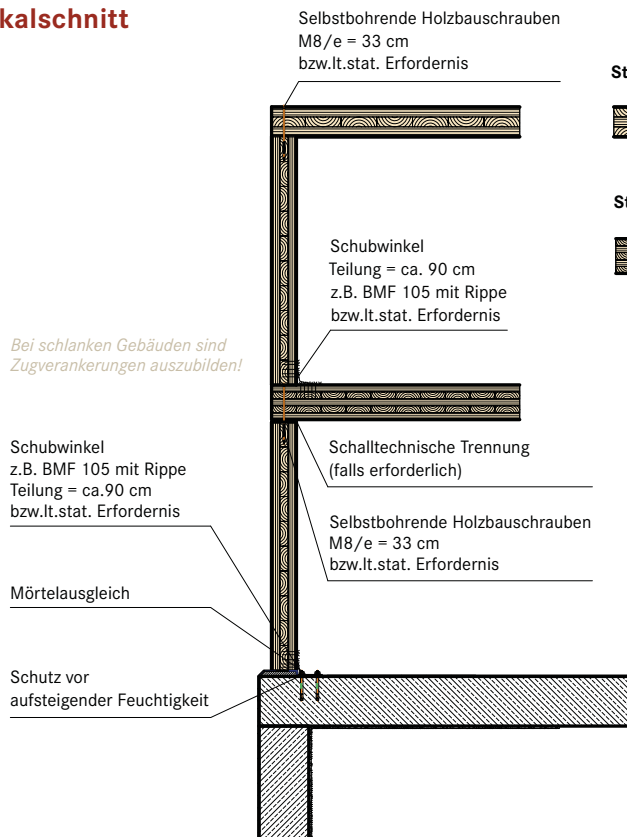 kalschnitt
Selbstbohrende Holzbauschrauben
M8/e = 33 cm
bzw.lt.stat. Erfordernis
St
St
Schubwinkel
Teilung = ca. 90 cm
z.B. BMF 105 mit Rippe
bzw.lt.stat. Erfordernis
Bei schlanken Gebäuden sind
Zugverankerungen auszubilden!
Schubwinkel
z.B. BMF 105 mit Rippe
Teilung = ca.90 cm
bzw.lt.stat. Erfordernis
Schalltechnische Trennung
(falls erforderlich)
Selbstbohrende Holzbauschrauben
M8/e = 33 cm
bzw.lt.stat. Erfordernis
Mörtelausgleich
Schutz vor
aufsteigender Feuchtigkeit